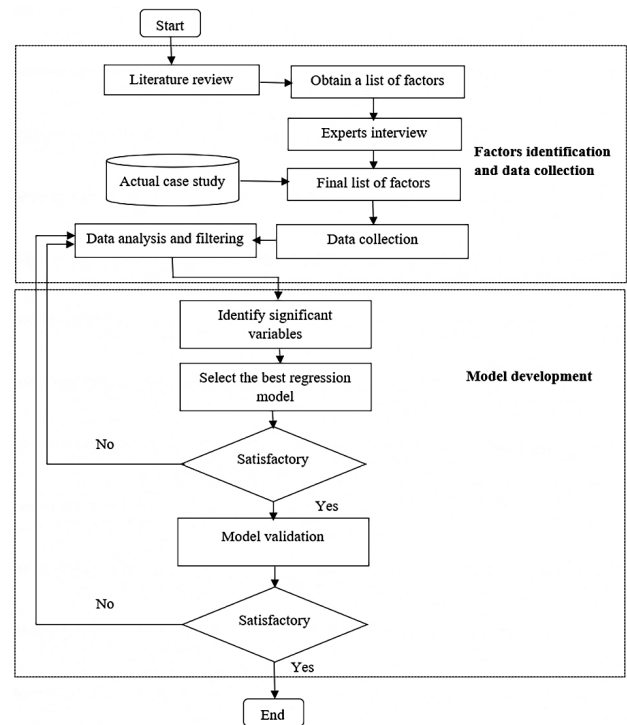 Start
Literature review
Obtain a list of factors
Experts interview
Factors identification
and data collection
Actual case study
Final list of factors
Data analysis and filtering
Data collection
Identify significant
variables
Select the best regression
model
Model development
No
Satisfactory
Yes
Model validation
No
Satisfactory
Yes
End